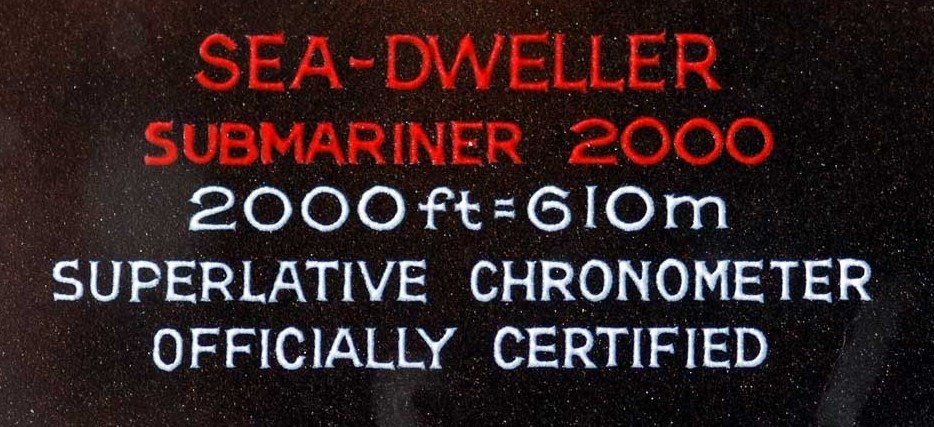 SEA-DWELLER
SUBMARINER 2000
2000ft=610m
SUPERLATIVE CHRONOMETER
OFFICIALLY CERTIFIED